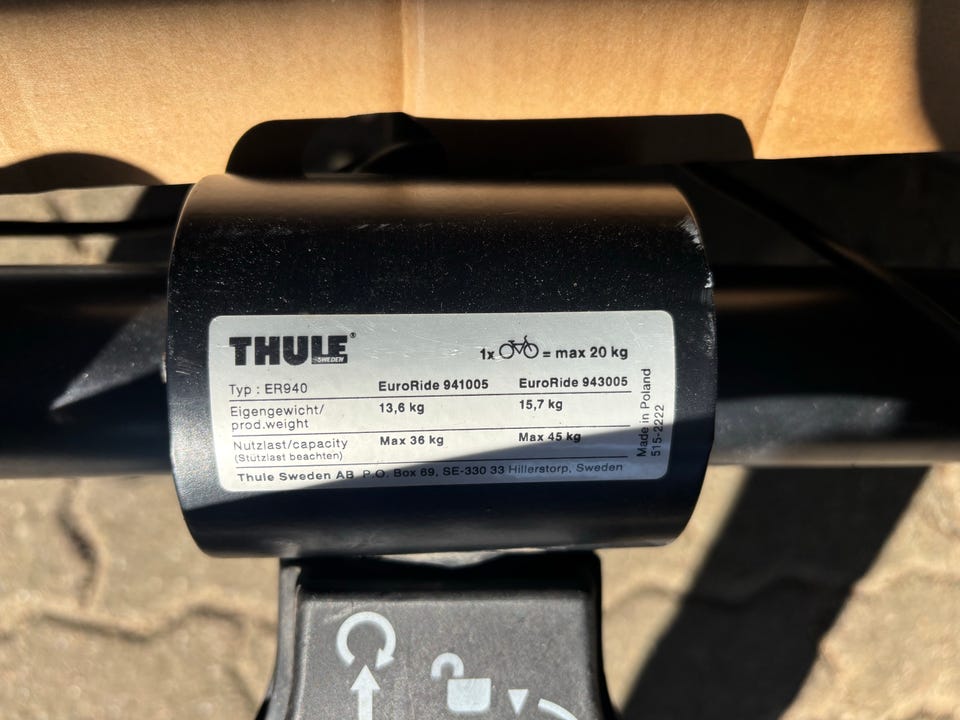 THULE®
SWEDEN
1x = max 20 kg
Typ : ER940 EuroRide 941005 EuroRide 943005
Eigengewicht/ 13,6 kg 15,7 kg
prod.weight
Nutzlast/capacity Max 36 kg Max 45 kg
(Stützlast beachten)
Thule Sweden AB P.O. Box 69, SE-330 33 Hillerstorp, Sweden
Made in Poland
515-2222